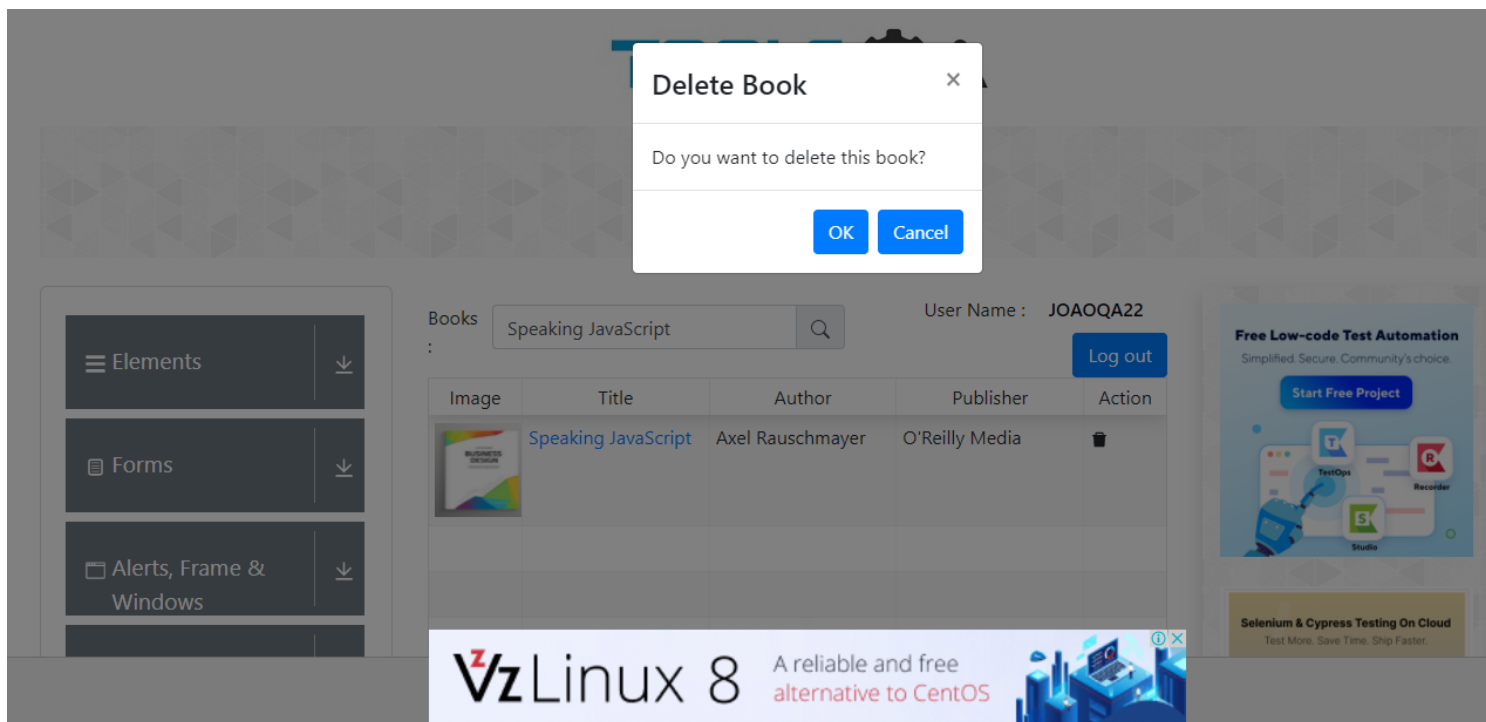 Delete Book ×
Do you want to delete this book?
OK Cancel
Elements
Forms
Alerts, Frame &
Windows
Books
:
Speaking JavaScript
User Name : JOAOQA22
Log out
Image Title Author Publisher Action
Speaking JavaScript Axel Rauschmayer O'Reilly Media
BUSINESS
DESIGN
Free Low-code Test Automation
Simplified. Secure. Community's choice.
Start Free Project
TestOps
Recorder
Studio
Selenium & Cypress Testing On Cloud
Test More. Save Time. Ship Faster.
VzLinux 8
A reliable and free
alternative to CentOS